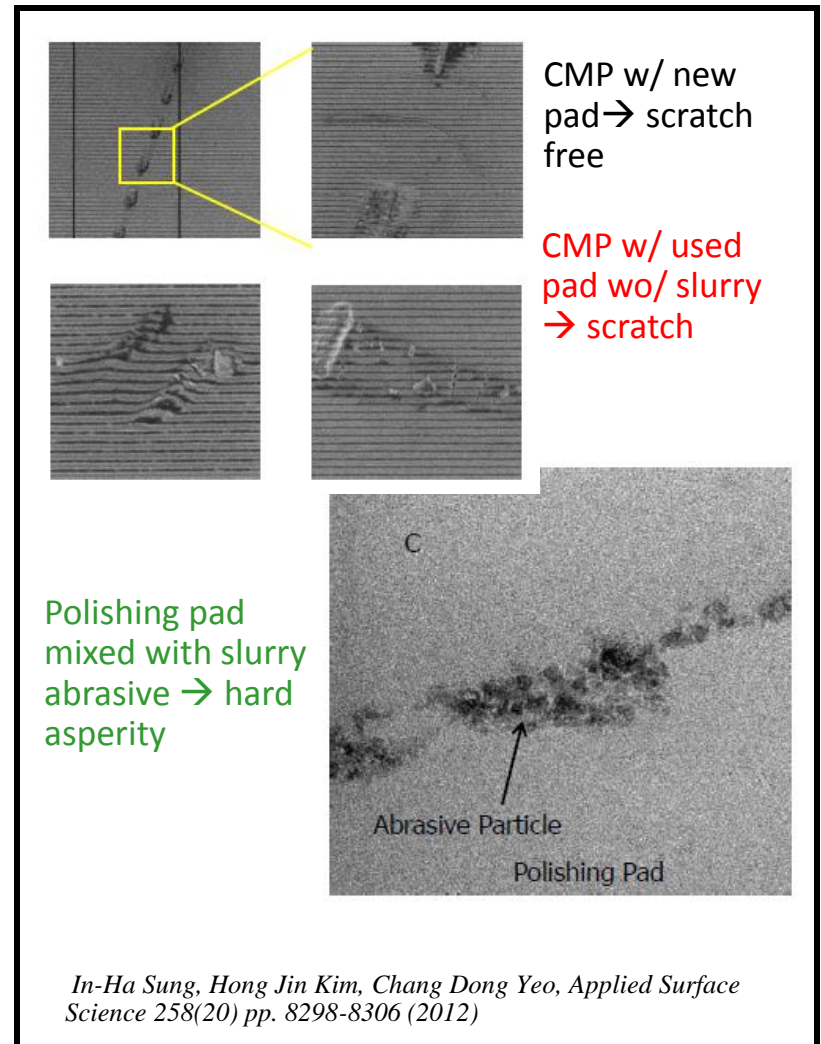 CMP w/ new
pad→ scratch
free
CMP w/ used
pad wo/ slurry
→ scratch
Polishing pad
mixed with slurry
abrasive → hard
asperity
C
Abrasive Particle
Polishing Pad
In-Ha Sung, Hong Jin Kim, Chang Dong Yeo, Applied Surface
Science 258(20) pp. 8298-8306 (2012)